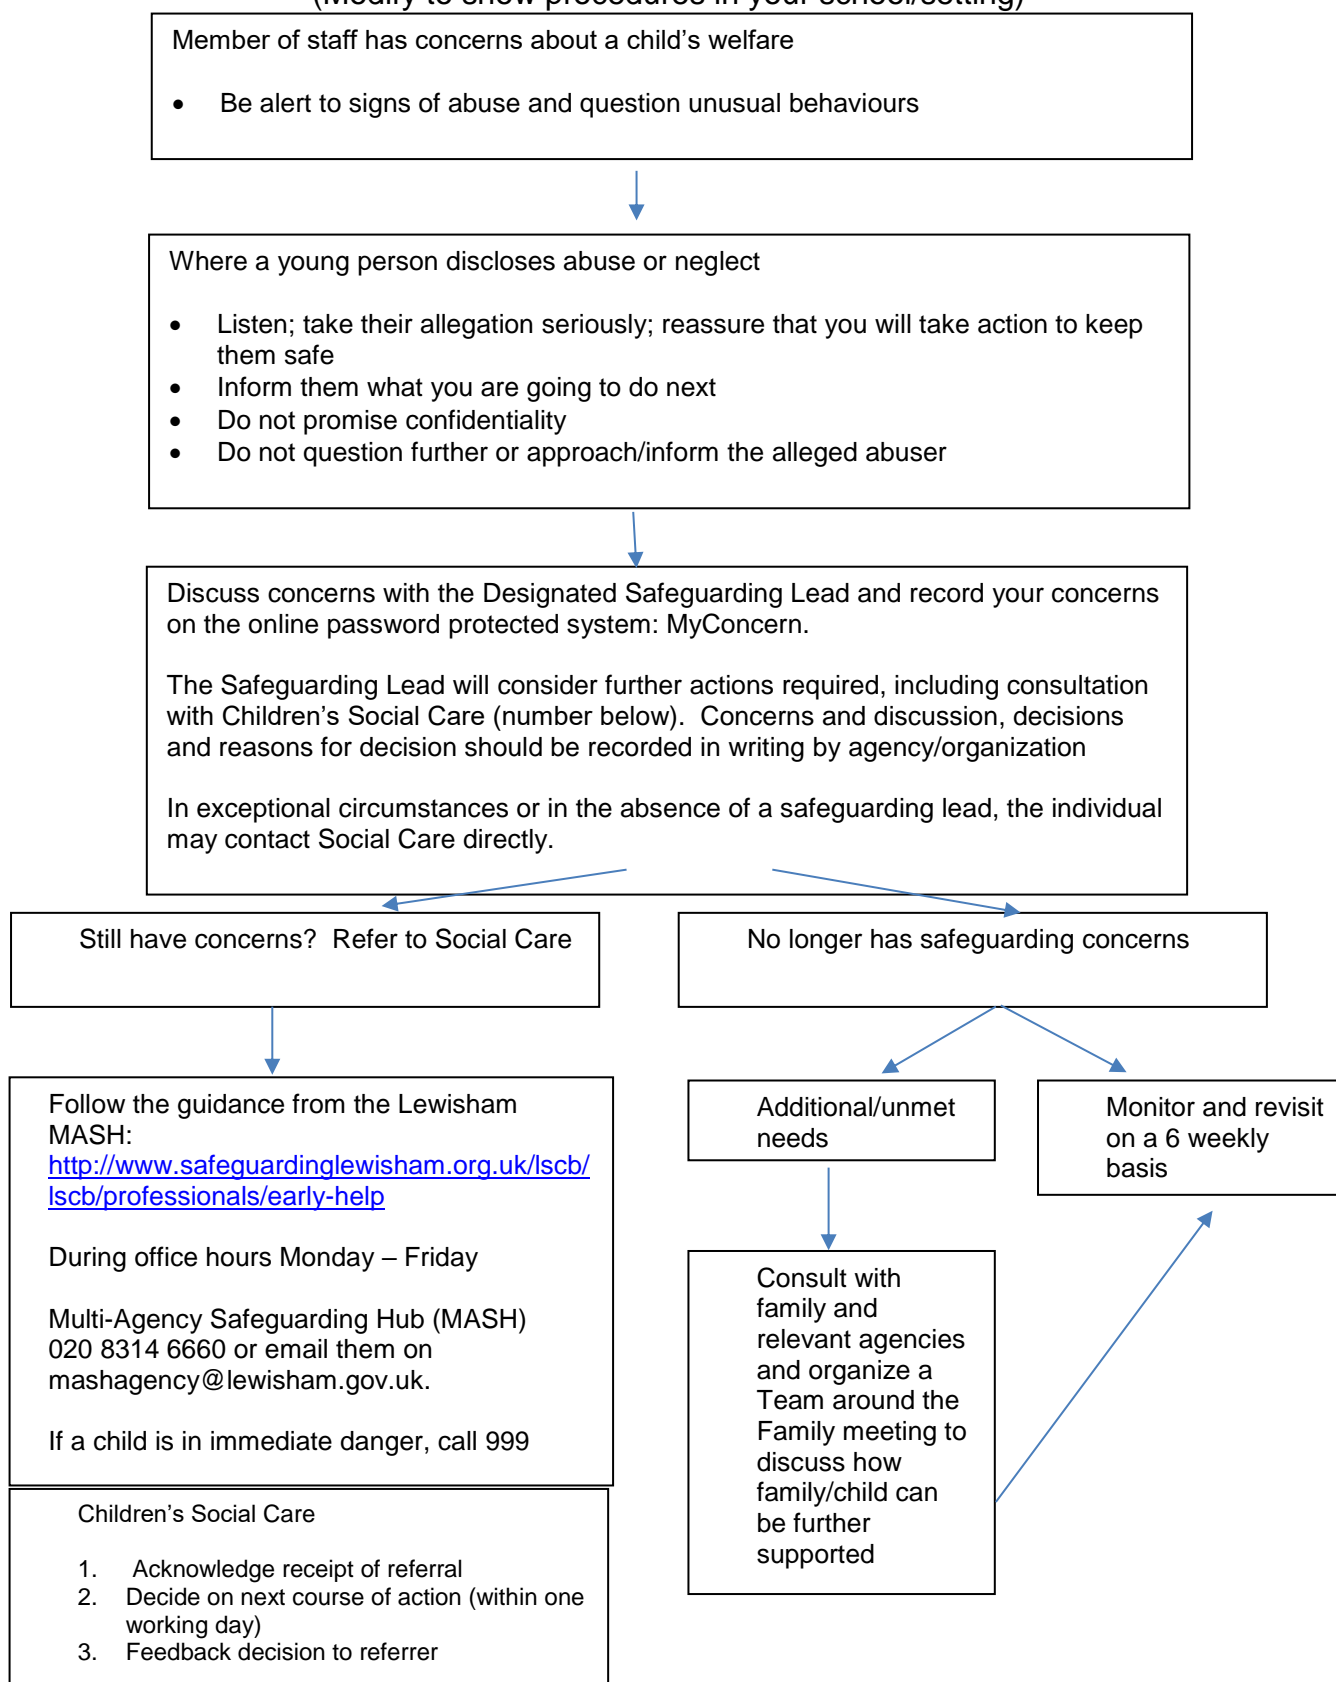 (Modify to show procedures in your school/setting)
Member of staff has concerns about a child’s welfare
• Be alert to signs of abuse and question unusual behaviours
Where a young person discloses abuse or neglect
• Listen; take their allegation seriously; reassure that you will take action to keep
them safe
• Inform them what you are going to do next
• Do not promise confidentiality
• Do not question further or approach/inform the alleged abuser
Discuss concerns with the Designated Safeguarding Lead and record your concerns
on the online password protected system: MyConcern.
The Safeguarding Lead will consider further actions required, including consultation
with Children’s Social Care (number below).  Concerns and discussion, decisions
and reasons for decision should be recorded in writing by agency/organization
In exceptional circumstances or in the absence of a safeguarding lead, the individual
may contact Social Care directly.
Still have concerns?  Refer to Social Care
No longer has safeguarding concerns
Follow the guidance from the Lewisham
MASH:
http://www.safeguardinglewisham.org.uk/lscb/
lscb/professionals/early-help
During office hours Monday – Friday
Multi-Agency Safeguarding Hub (MASH)
020 8314 6660 or email them on
mashagency@lewisham.gov.uk.
If a child is in immediate danger, call 999
Additional/unmet
needs
Monitor and revisit
on a 6 weekly
basis
Consult with
family and
relevant agencies
and organize a
Team around the
Family meeting to
discuss how
family/child can
be further
supported
Children’s Social Care
1. Acknowledge receipt of referral
2. Decide on next course of action (within one
working day)
3. Feedback decision to referrer